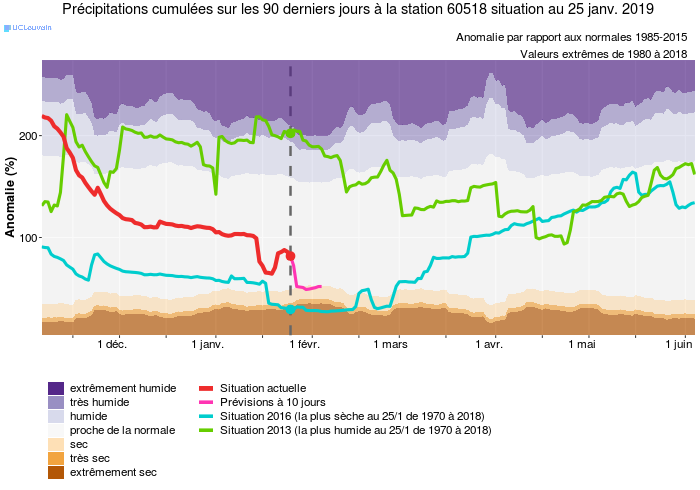 Précipitations cumulées sur les 90 derniers jours à la station 60518 situation au 25 janv. 2019
UCLouvain
Anomalie par rapport aux normales 1985-2015
Valeurs extrêmes de 1980 à 2018
Anomalie (%)
200
100
1 déc.
1 janv.
1 févr.
1 mars
1 avr.
1 mai
1 juin
extrêmement humide
très humide
humide
proche de la normale
sec
très sec
extrêmement sec
Situation actuelle
Prévisions à 10 jours
Situation 2016 (la plus sèche au 25/1 de 1970 à 2018)
Situation 2013 (la plus humide au 25/1 de 1970 à 2018)